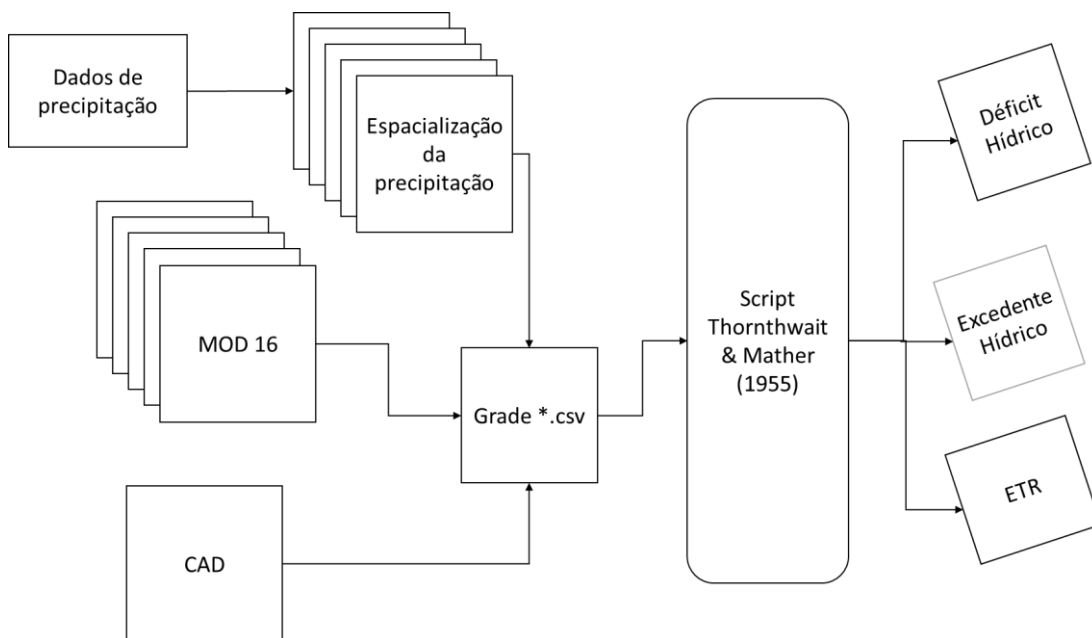 Dados de
precipitação
Espacialização
da
precipitação
MOD 16
CAD
Grade *.csv
Script
Thornthwait
& Mather
(1955)
Déficit
Hídrico
Excedente
Hídrico
ETR